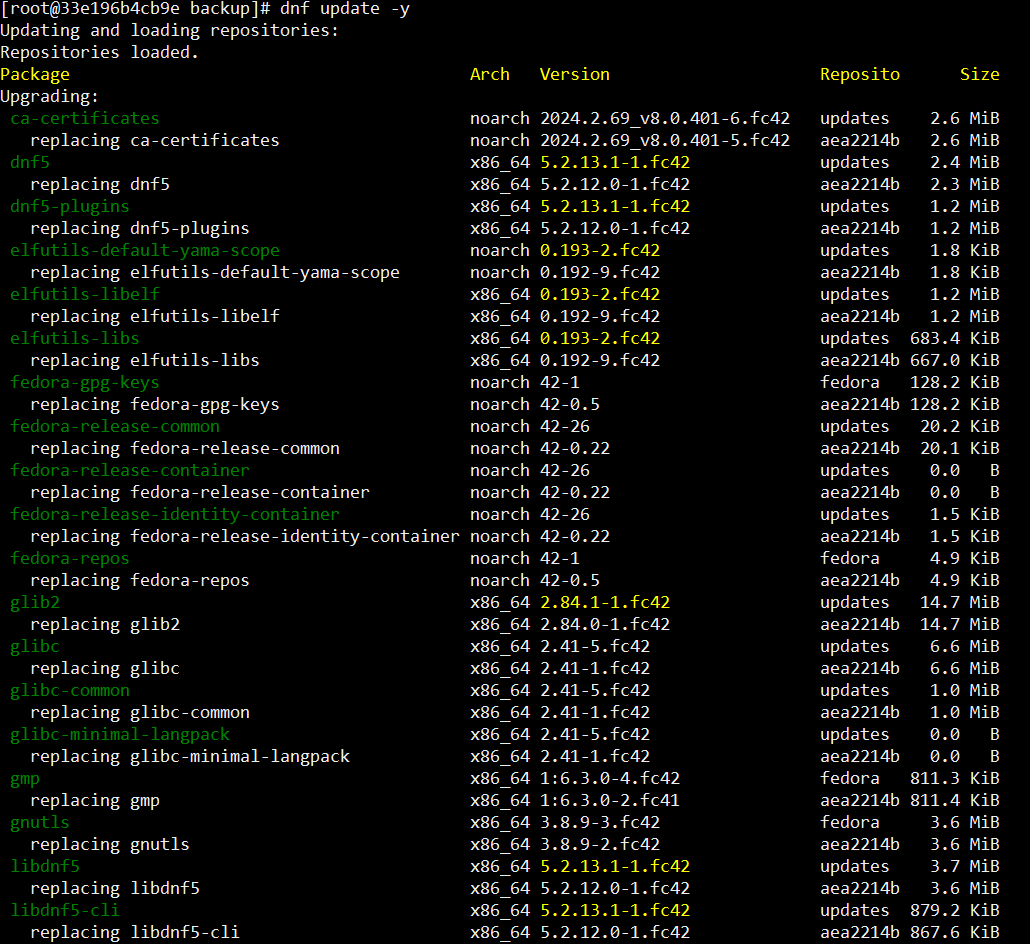 [root@33e196b4cb9e backup]# dnf update -y
Updating and loading repositories:
Repositories loaded.
Package Arch Version Reposito Size
Upgrading:
ca-certificates noarch 2024.2.69_v8.0.401-6.fc42 updates 2.6 MiB
replacing ca-certificates noarch 2024.2.69_v8.0.401-5.fc42 aea2214b 2.6 MiB
dnf5 x86_64 5.2.13.1-1.fc42 updates 2.4 MiB
replacing dnf5 x86_64 5.2.12.0-1.fc42 aea2214b 2.3 MiB
dnf5-plugins x86_64 5.2.13.1-1.fc42 updates 1.2 MiB
replacing dnf5-plugins x86_64 5.2.12.0-1.fc42 aea2214b 1.2 MiB
elfutils-default-yama-scope noarch 0.193-2.fc42 updates 1.8 KiB
replacing elfutils-default-yama-scope noarch 0.192-9.fc42 aea2214b 1.8 KiB
elfutils-libelf x86_64 0.193-2.fc42 updates 1.2 MiB
replacing elfutils-libelf x86_64 0.192-9.fc42 aea2214b 1.2 MiB
elfutils-libs x86_64 0.193-2.fc42 updates 683.4 KiB
replacing elfutils-libs x86_64 0.192-9.fc42 aea2214b 667.0 KiB
fedora-gpg-keys noarch 42-1 fedora 128.2 KiB
replacing fedora-gpg-keys noarch 42-0.5 aea2214b 128.2 KiB
fedora-release-common noarch 42-26 updates 20.2 KiB
replacing fedora-release-common noarch 42-0.22 aea2214b 20.1 KiB
fedora-release-container noarch 42-26 updates 0.0 B
replacing fedora-release-container noarch 42-0.22 aea2214b 0.0 B
fedora-release-identity-container noarch 42-26 updates 1.5 KiB
replacing fedora-release-identity-container noarch 42-0.22 aea2214b 1.5 KiB
fedora-repos noarch 42-1 fedora 4.9 KiB
replacing fedora-repos noarch 42-0.5 aea2214b 4.9 KiB
glib2 x86_64 2.84.1-1.fc42 updates 14.7 MiB
replacing glib2 x86_64 2.84.0-1.fc42 aea2214b 14.7 MiB
glibc x86_64 2.41-5.fc42 updates 6.6 MiB
replacing glibc x86_64 2.41-1.fc42 aea2214b 6.6 MiB
glibc-common x86_64 2.41-5.fc42 updates 1.0 MiB
replacing glibc-common x86_64 2.41-1.fc42 aea2214b 1.0 MiB
glibc-minimal-langpack x86_64 2.41-5.fc42 updates 0.0 B
replacing glibc-minimal-langpack x86_64 2.41-1.fc42 aea2214b 0.0 B
gmp x86_64 1:6.3.0-4.fc42 fedora 811.3 KiB
replacing gmp x86_64 1:6.3.0-2.fc41 aea2214b 811.4 KiB
gnutls x86_64 3.8.9-3.fc42 fedora 3.6 MiB
replacing gnutls x86_64 3.8.9-2.fc42 aea2214b 3.6 MiB
libdnf5 x86_64 5.2.13.1-1.fc42 updates 3.7 MiB
replacing libdnf5 x86_64 5.2.12.0-1.fc42 aea2214b 3.6 MiB
libdnf5-cli x86_64 5.2.13.1-1.fc42 updates 879.2 KiB
replacing libdnf5-cli x86_64 5.2.12.0-1.fc42 aea2214b 867.6 KiB